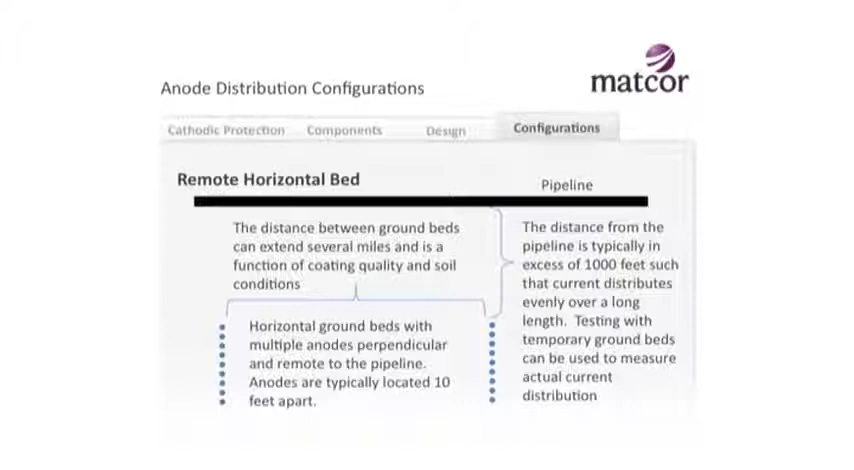 matcor
Anode Distribution Configurations
Cathodic Protection
Components
Design
Configurations
Remote Horizontal Bed
Pipeline
The distance between ground beds
can extend several miles and is a
function of coating quality and soil
conditions
The distance from the
pipeline is typically in
excess of 1000 feet such
that current distributes
evenly over a long
length. Testing with
temporary ground beds
can be used to measure
actual current
distribution
Horizontal ground beds with
multiple anodes perpendicular
and remote to the pipeline.
Anodes are typically located 10
feet apart.